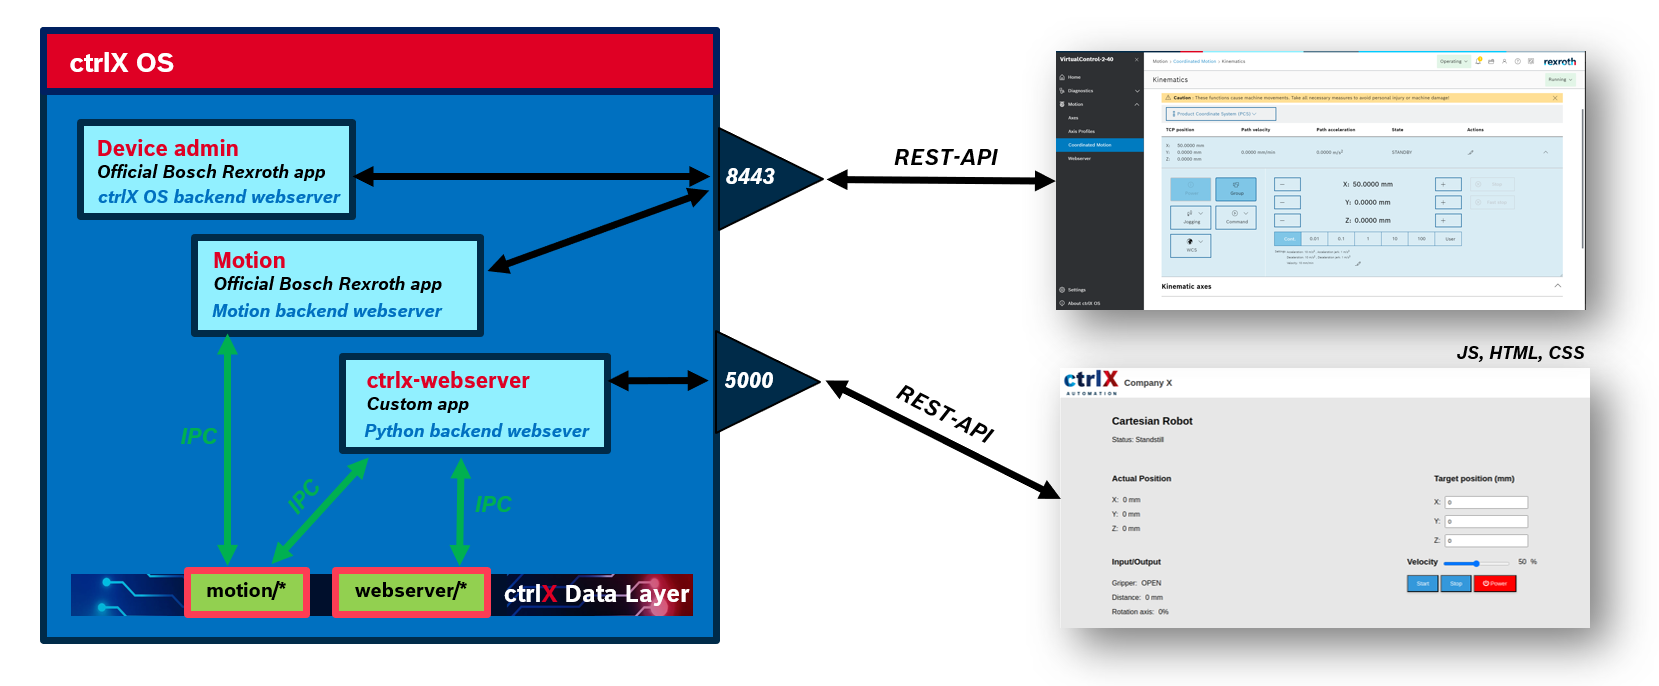 ctrlX OS
Device admin
Official Bosch Rexroth app
ctrlX OS backend webserver
Motion
Official Bosch Rexroth app
Motion backend webserver
ctrlx-webserver
Custom app
Python backend websever
IPC
IPC
IPC
motion/*
webserver/*
ctrlX Data Layer
8443
5000
REST-API
REST-API
VirtualControl-2-40
Home
Diagnostics
Motion
Axes
Axis Profiles
Coordinated Motion
Webserver
Settings
About ctrlX OS
Motion › Coordinated Motion › Kinematics
Operating
rexroth
Kinematics
Running
Caution - These functions cause machine movements. Take all necessary measures to avoid personal injury or machine damage!
Product Coordinate System (PCS)
TCP position Path velocity Path acceleration State Actions
X: 50.0000 mm
Y: 0.0000 mm 0.0000 mm/min 0.0000 m/s² STANDBY
Z: 0.0000 mm
Group
Jogging
Command
WCS
− X: 50.0000 mm +
− Y: 0.0000 mm +
− Z: 0.0000 mm +
Cont. 0.01 0.1 1 10 100 User
Kinematic axes
JS, HTML, CSS
ctrlX
AUTOMATION
Company X
Cartesian Robot
Status: Standstill
Actual Position
X: 0 mm
Y: 0 mm
Z: 0 mm
Input/Output
Gripper: OPEN
Distance: 0 mm
Rotation axis: 0%
Target position (mm)
X: 0
Y: 0
Z: 0
Velocity 50 %
Start Stop Power